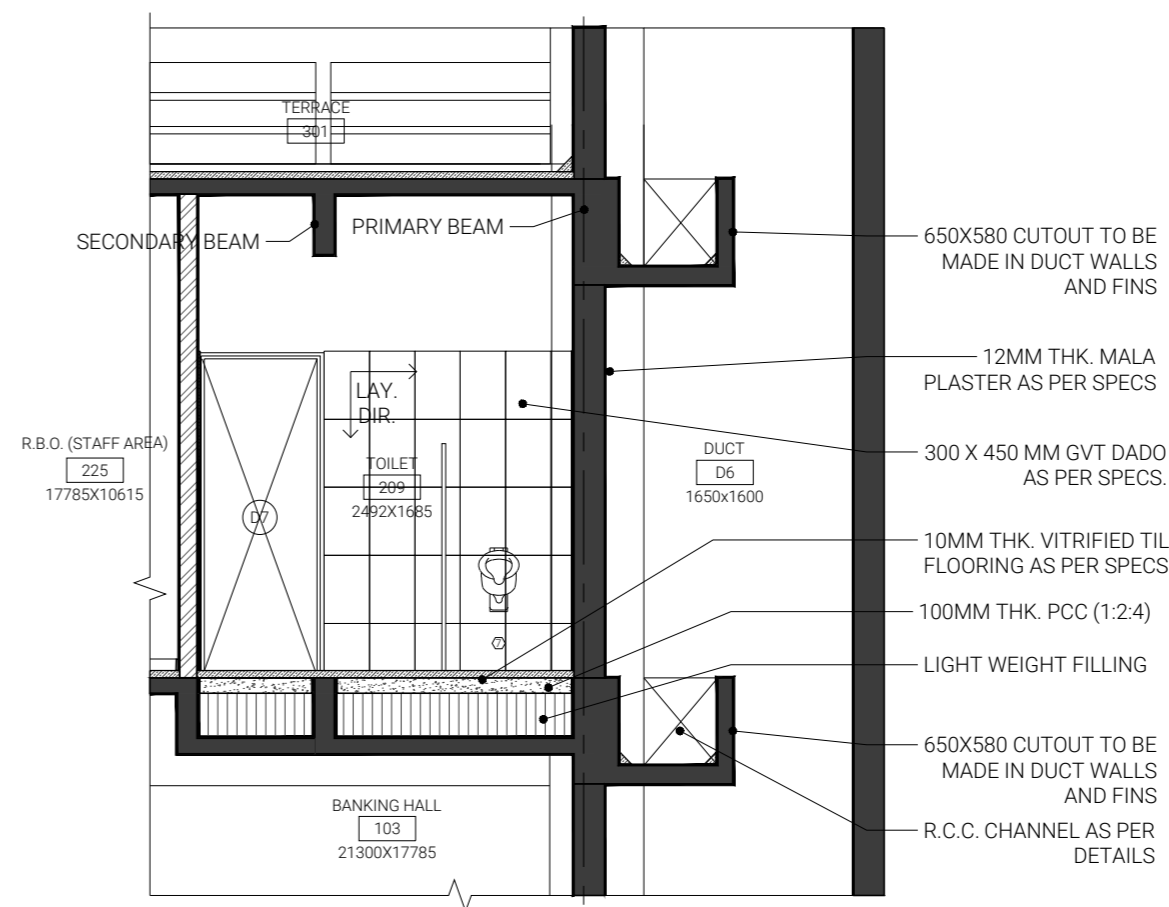 TERRACE
301
SECONDARY BEAM
PRIMARY BEAM
650X580 CUTOUT TO BE
MADE IN DUCT WALLS
AND FINS
12MM THK. MALA
PLASTER AS PER SPECS
LAY.
DIR.
R.B.O. (STAFF AREA)
225
17785X10615
TOILET
209
2492X1685
DUCT
D6
1650x1600
300 X 450 MM GVT DADO
AS PER SPECS.
D7
10MM THK. VITRIFIED TIL
FLOORING AS PER SPECS
100MM THK. PCC (1:2:4)
7
LIGHT WEIGHT FILLING
650X580 CUTOUT TO BE
MADE IN DUCT WALLS
AND FINS
BANKING HALL
103
21300X17785
R.C.C. CHANNEL AS PER
DETAILS